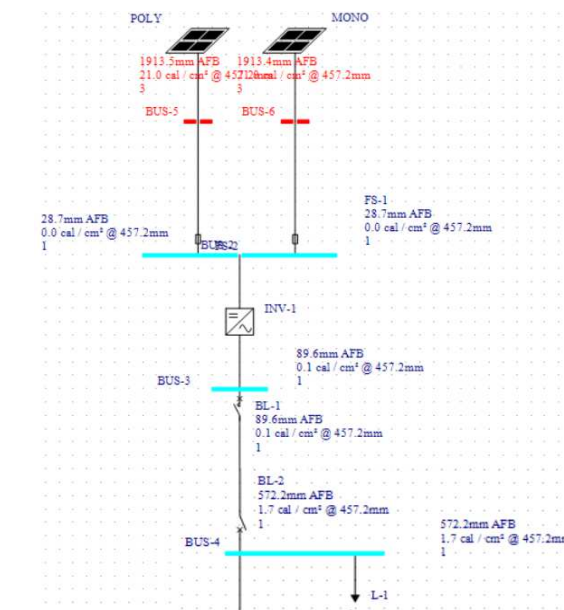 POLY
MONO
1913.5mm AFB
21.0 cal / cm² @ 457.2mm
3
1913.4mm AFB
cal / cm² @ 457.2mm
3
BUS-5
BUS-6
28.7mm AFB
0.0 cal / cm² @ 457.2mm
1
FS-1
28.7mm AFB
0.0 cal / cm² @ 457.2mm
1
INV-1
89.6mm AFB
0.1 cal / cm² @ 457.2mm
1
BUS-3
BL-1
89.6mm AFB
0.1 cal / cm² @ 457.2mm
1
BL-2
572.2mm AFB
1.7 cal / cm² @ 457.2mm
1
BUS-4
572.2mm AFB
1.7 cal / cm² @ 457.2m
1
L-1